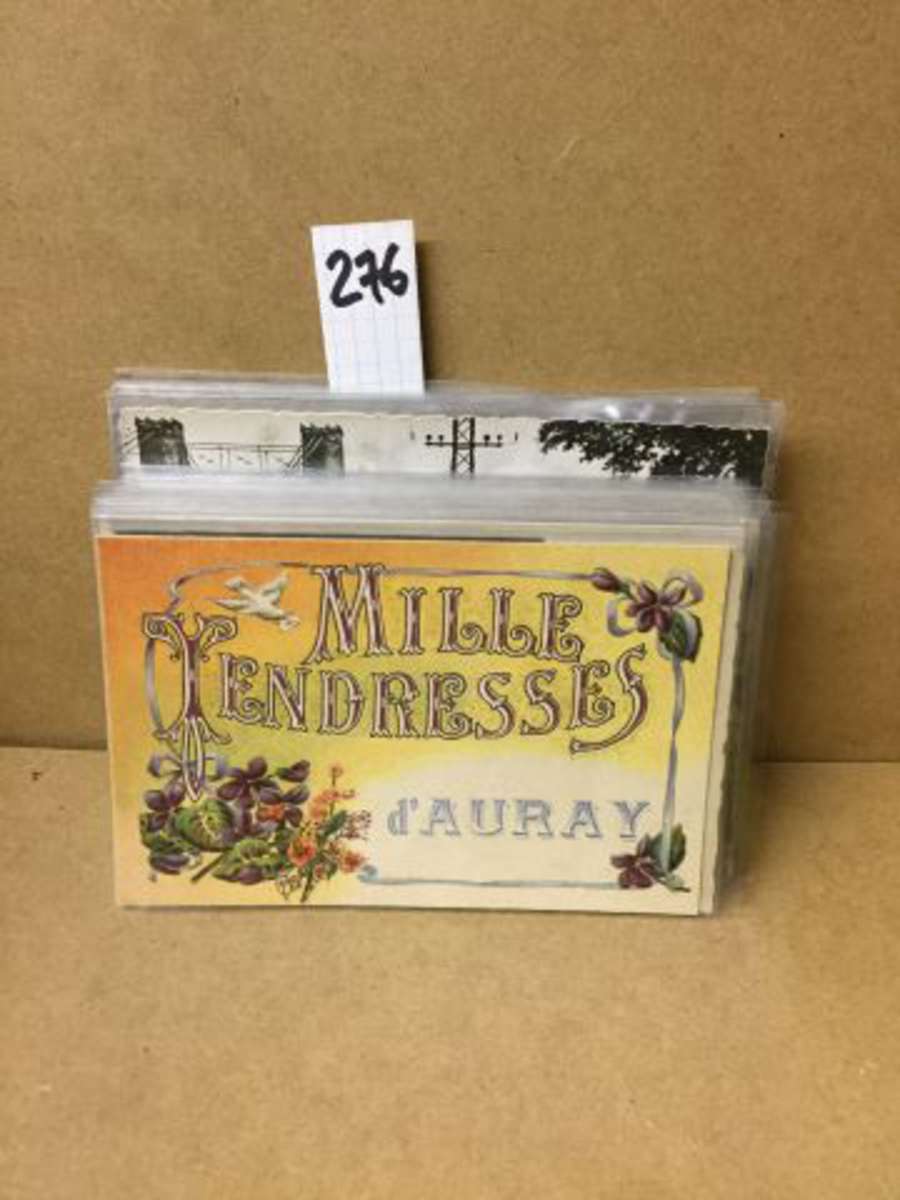 276
MILLE
TENDRESSES
d'AURAY